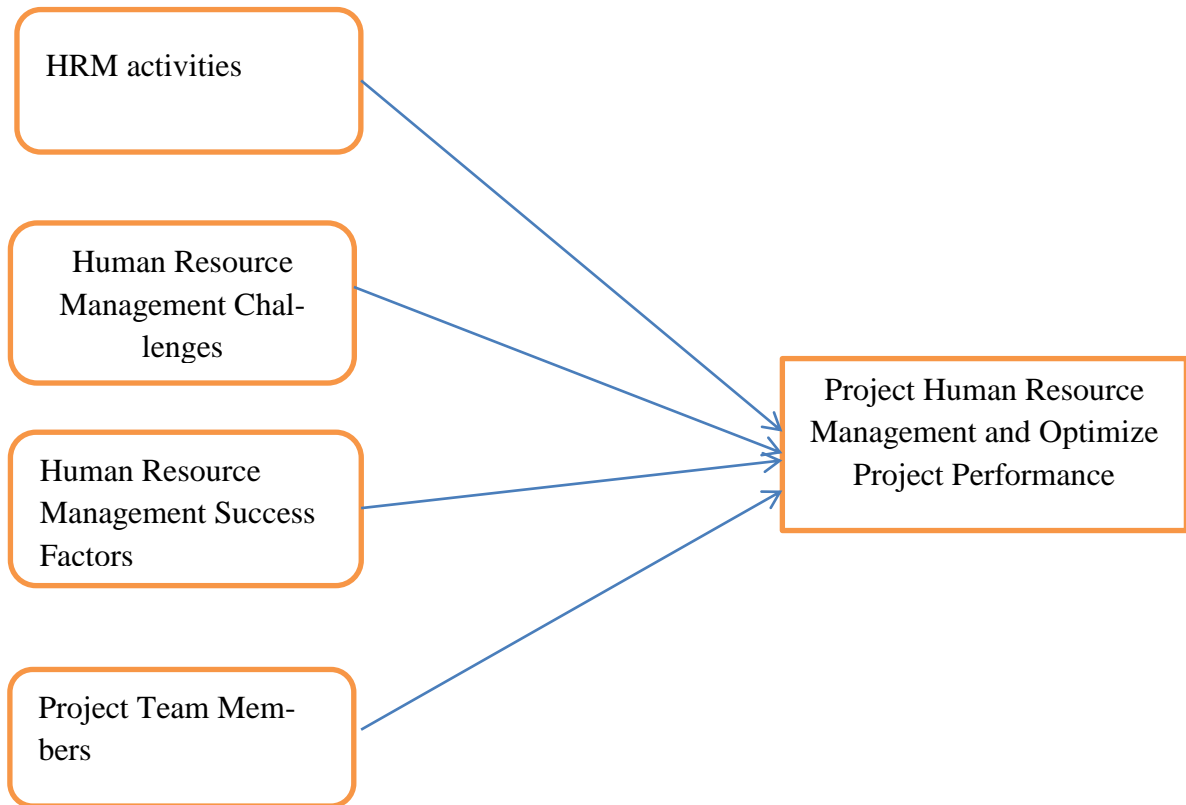 HRM activities
Human Resource
Management Chal-
lenges
Human Resource
Management Success
Factors
Project Team Mem-
bers
Project Human Resource
Management and Optimize
Project Performance